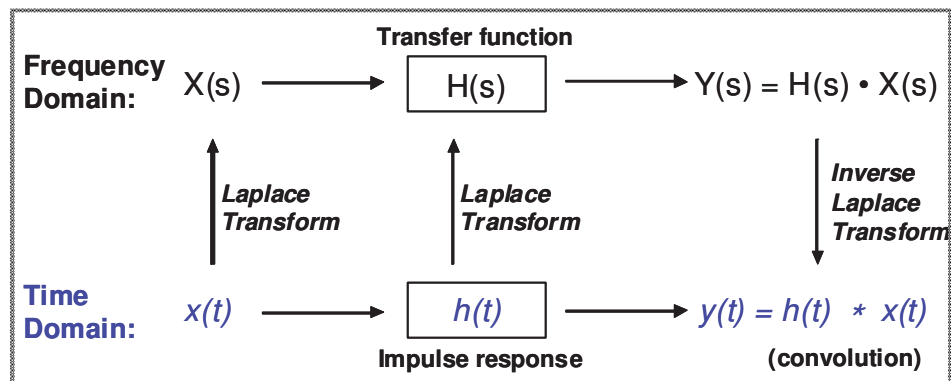 Transfer function
Frequency Domain: X(s) H(s) Y(s) = H(s) • X(s)
Laplace Transform
Laplace Transform
Inverse Laplace Transform
Time Domain: x(t) h(t) y(t) = h(t) * x(t)
Impulse response (convolution)